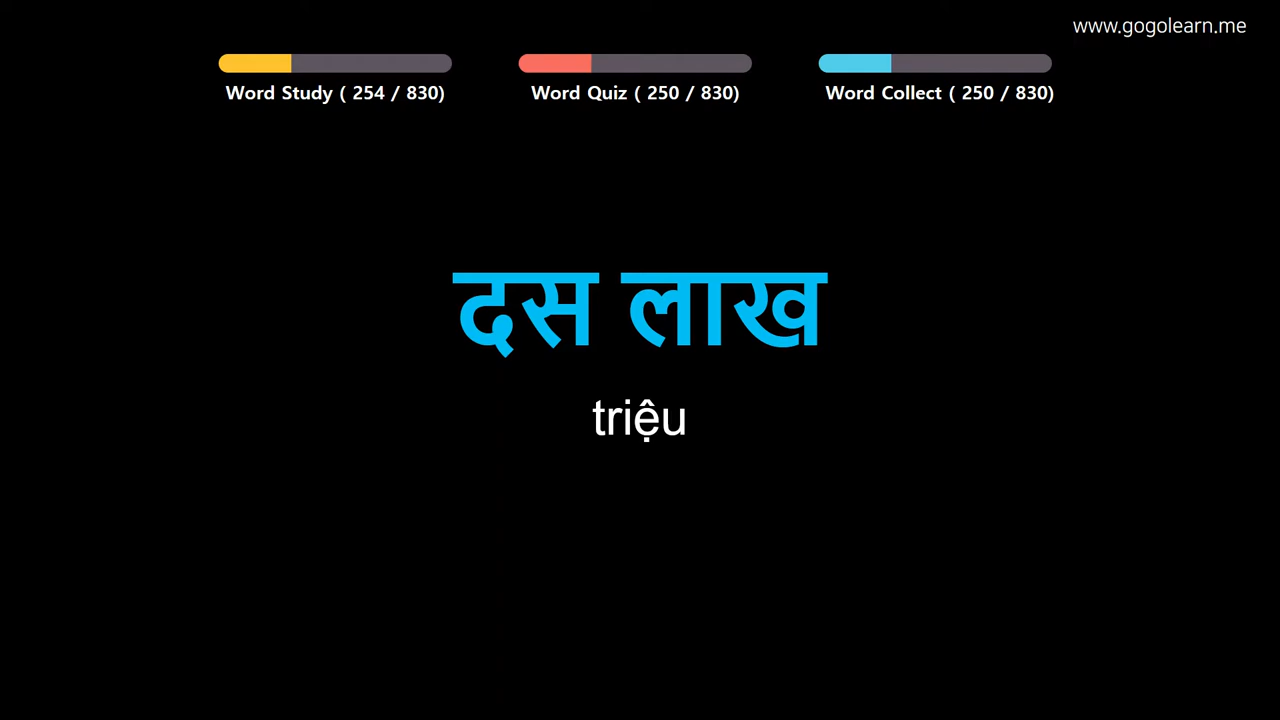 www.gogolearn.me
Word Study ( 254 / 830)
Word Quiz ( 250 / 830)
Word Collect ( 250 / 830)
दस लाख
triệu